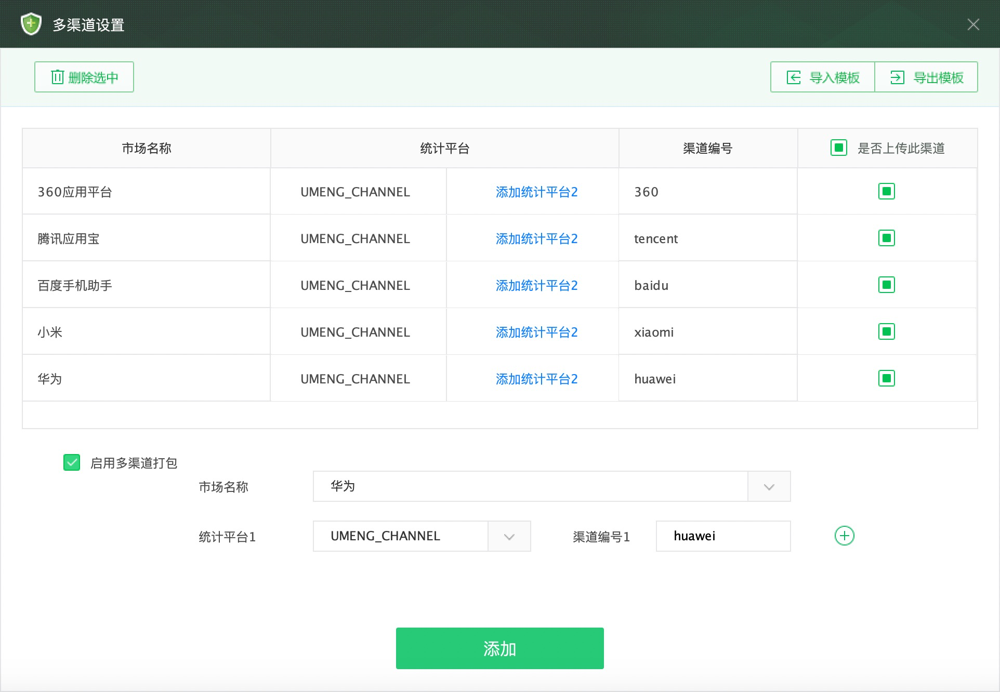 多渠道设置
删除选中
导入模板 导出模板
市场名称 统计平台 渠道编号 是否上传此渠道
360应用平台 UMENG_CHANNEL 添加统计平台2 360
腾讯应用宝 UMENG_CHANNEL 添加统计平台2 tencent
百度手机助手 UMENG_CHANNEL 添加统计平台2 baidu
小米 UMENG_CHANNEL 添加统计平台2 xiaomi
华为 UMENG_CHANNEL 添加统计平台2 huawei
启用多渠道打包
市场名称 华为
统计平台1 UMENG_CHANNEL 渠道编号1 huawei
添加